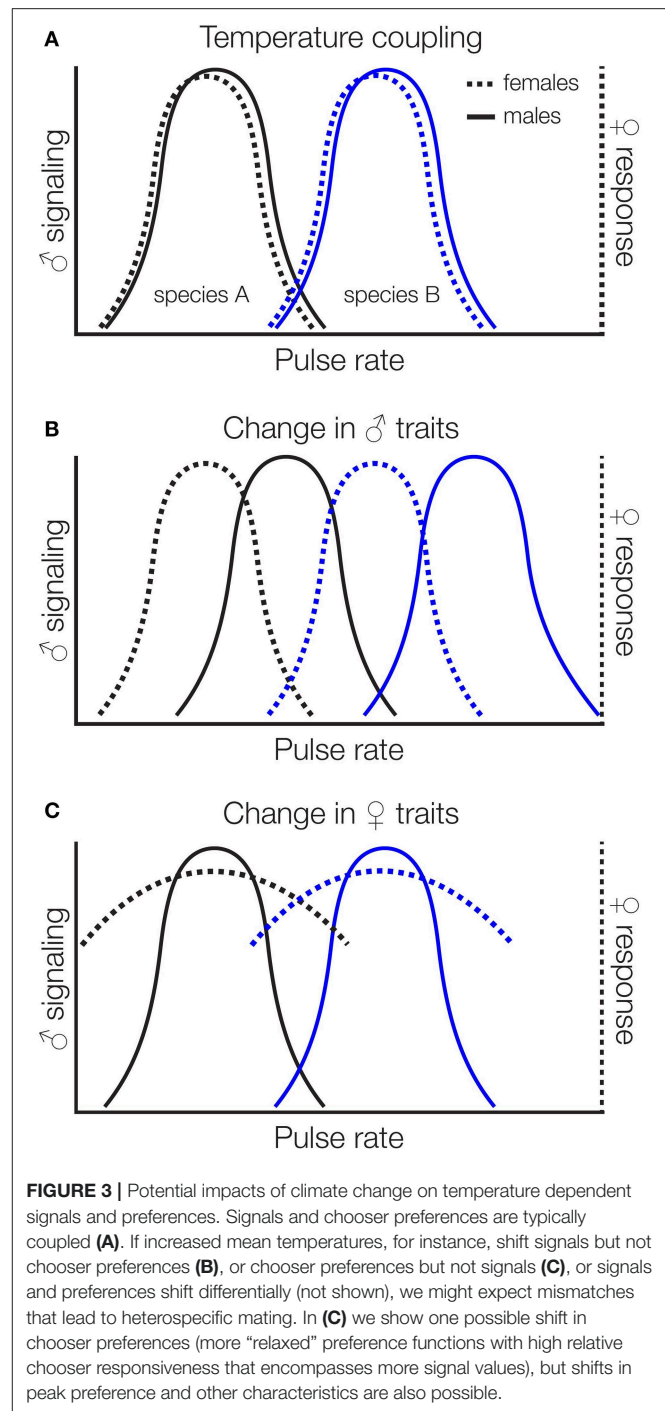 A
Temperature coupling
females
males
♂ signaling
♀ response
species A
species B
Pulse rate
B
Change in ♂ traits
♂ signaling
♀ response
Pulse rate
C
Change in ♀ traits
♂ signaling
♀ response
Pulse rate
FIGURE 3 | Potential impacts of climate change on temperature dependent
signals and preferences. Signals and chooser preferences are typically
coupled (A). If increased mean temperatures, for instance, shift signals but not
chooser preferences (B), or chooser preferences but not signals (C), or signals
and preferences shift differentially (not shown), we might expect mismatches
that lead to heterospecific mating. In (C) we show one possible shift in
chooser preferences (more “relaxed” preference functions with high relative
chooser responsiveness that encompasses more signal values), but shifts in
peak preference and other characteristics are also possible.